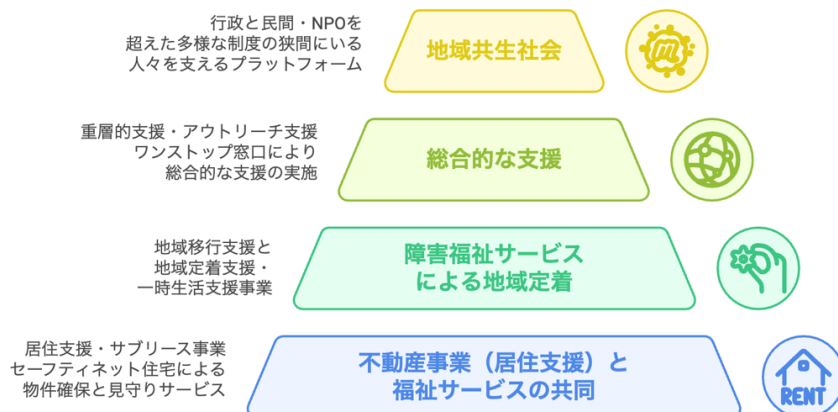 行政と民間・NPOを
超えた多様な制度の狭間にいる
人々を支えるプラットフォーム
地域共生社会
重層的支援・アウトリーチ支援
ワンストップ窓口により
総合的な支援の実施
総合的な支援
地域移行支援と
地域定着支援・
一時生活支援事業
障害福祉サービス
による地域定着
居住支援・サブリース事業
セーフティネット住宅による
物件確保と見守りサービス
不動産事業（居住支援）と
福祉サービスの共同
RENT